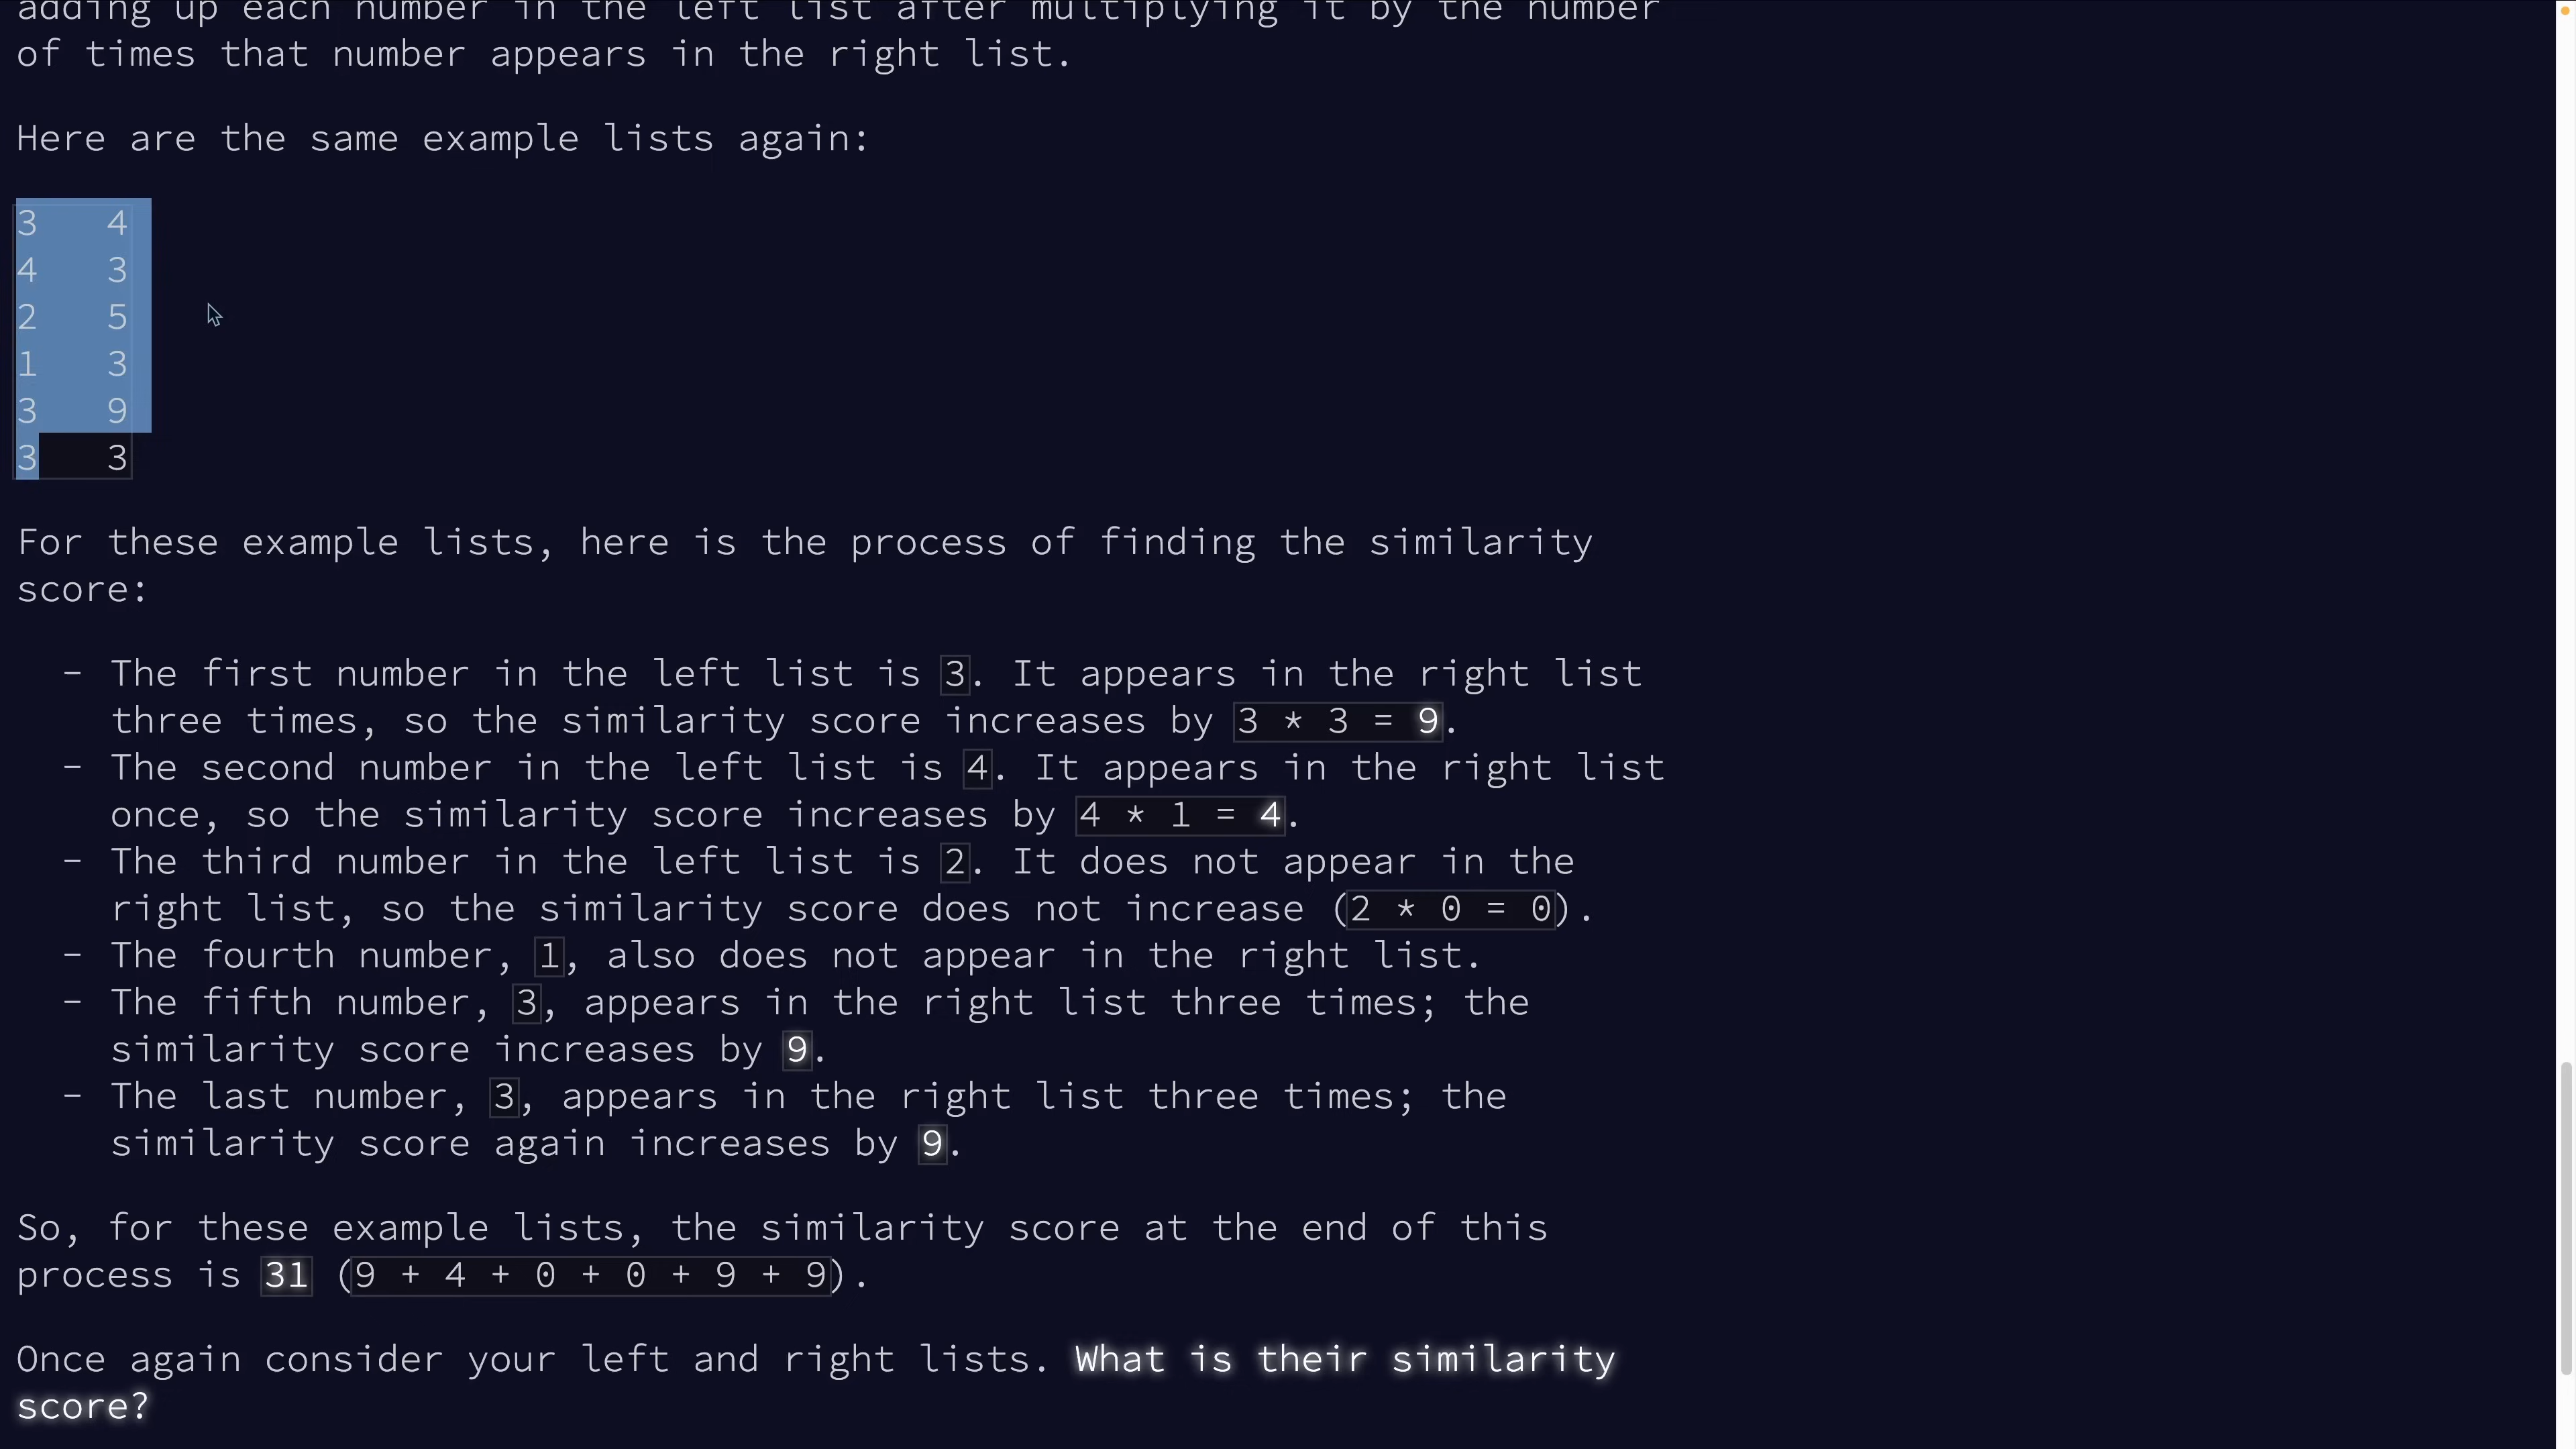 adding up each number in the left list after multiplying it by the number
of times that number appears in the right list.
Here are the same example lists again:
3   4
4   3
2   5
1   3
3   9
3   3
For these example lists, here is the process of finding the similarity
score:
- The first number in the left list is 3. It appears in the right list
three times, so the similarity score increases by 3 * 3 = 9.
- The second number in the left list is 4. It appears in the right list
once, so the similarity score increases by 4 * 1 = 4.
- The third number in the left list is 2. It does not appear in the
right list, so the similarity score does not increase (2 * 0 = 0).
- The fourth number, 1, also does not appear in the right list.
- The fifth number, 3, appears in the right list three times; the
similarity score increases by 9.
- The last number, 3, appears in the right list three times; the
similarity score again increases by 9.
So, for these example lists, the similarity score at the end of this
process is 31 (9 + 4 + 0 + 0 + 9 + 9).
Once again consider your left and right lists. What is their similarity
score?